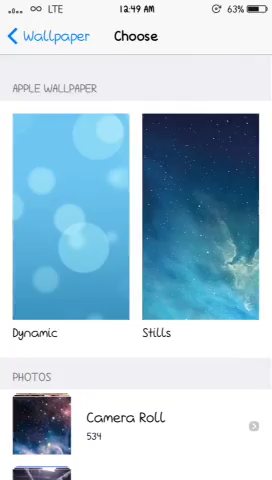 LTE 12:49 AM 63%
Wallpaper Choose
APPLE WALLPAPER
Dynamic Stills
PHOTOS
Camera Roll
534